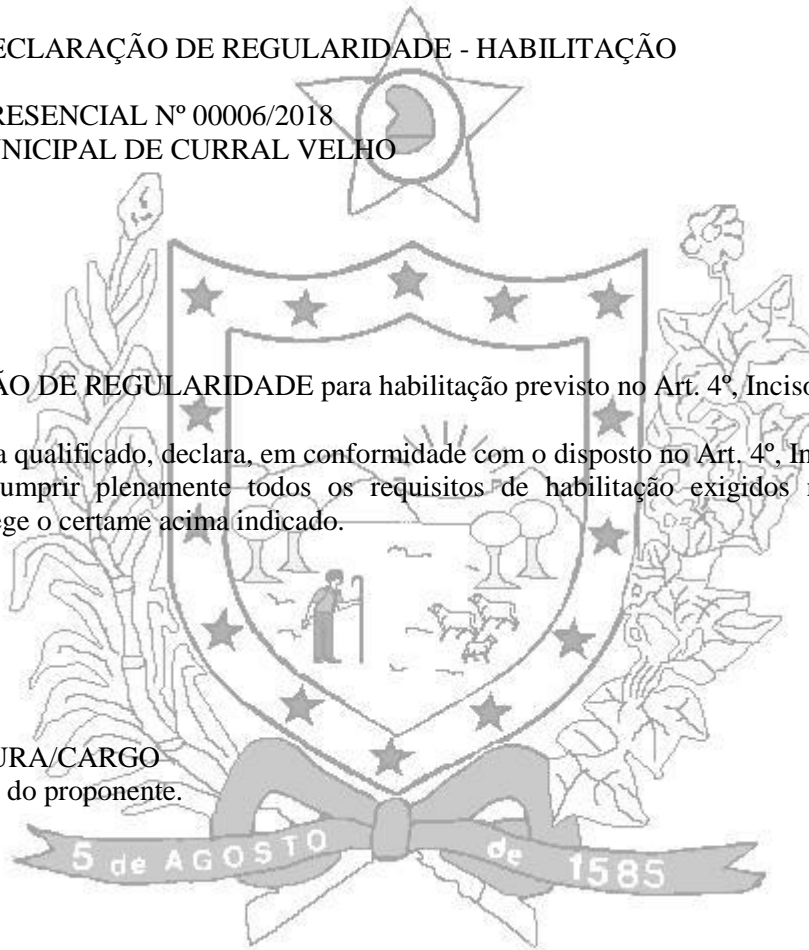 ECLARAÇÃO DE REGULARIDADE - HABILITAÇÃO
RESENCIAL Nº 00006/2018
UNICIPAL DE CURRAL VELHO
ÃO DE REGULARIDADE para habilitação previsto no Art. 4º, Inciso
a qualificado, declara, em conformidade com o disposto no Art. 4º, In
umprir plenamente todos os requisitos de habilitação exigidos
ege o certame acima indicado.
URA/CARGO
do proponente.
5 de AGOSTO de 1585